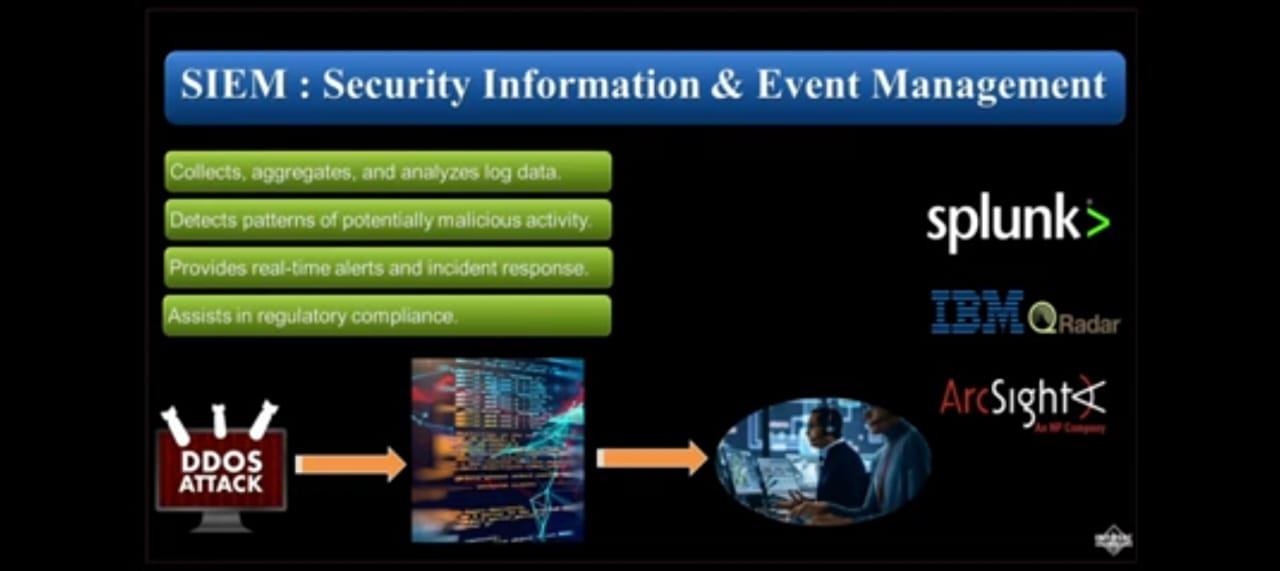 SIEM : Security Information & Event Management
Collects, aggregates, and analyzes log data.
Detects patterns of potentially malicious activity.
Provides real-time alerts and incident response.
Assists in regulatory compliance.
splunk>
IBM QRadar
ArcSight
An HP Company
DDOS
ATTACK